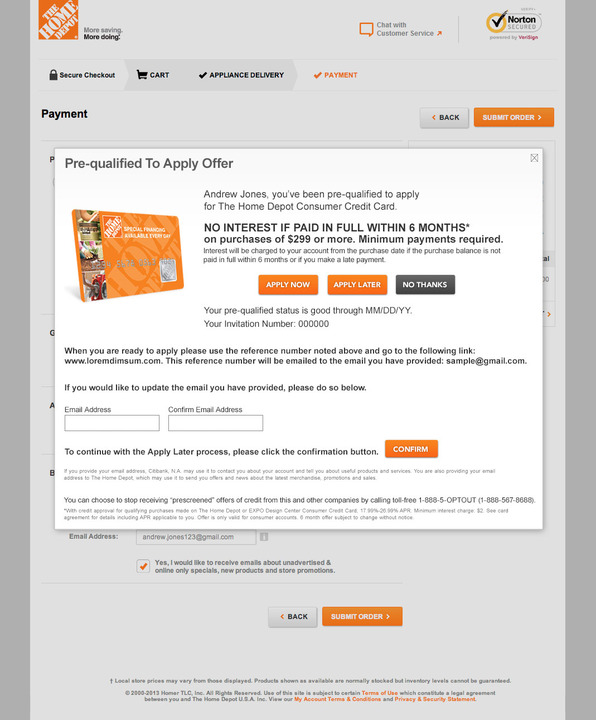 THE HOME DEPOT
More saving.
More doing.
Chat with
Customer Service
Norton
SECURED
powered by VeriSign
Secure Checkout
CART
APPLIANCE DELIVERY
PAYMENT
Payment
< BACK
SUBMIT ORDER >
P
Pre-qualified To Apply Offer
THE HOME DEPOT
SPECIAL FINANCING
AVAILABLE EVERY DAY
Andrew Jones, you've been pre-qualified to apply
for The Home Depot Consumer Credit Card.
NO INTEREST IF PAID IN FULL WITHIN 6 MONTHS*
on purchases of $299 or more. Minimum payments required.
Interest will be charged to your account from the purchase date if the purchase balance is not
paid in full within 6 months or if you make a late payment.
APPLY NOW
APPLY LATER
NO THANKS
Your pre-qualified status is good through MM/DD/YY.
Your Invitation Number: 000000
tal
00
G
When you are ready to apply please use the reference number noted above and go to the following link:
www.loremdimsum.com. This reference number will be emailed to the email you have provided: sample@gmail.com.
If you would like to update the email you have provided, please do so below.
A
Email Address
Confirm Email Address
To continue with the Apply Later process, please click the confirmation button.
CONFIRM
B
If you provide your email address, Citibank, N.A. may use it to contact you about your account and tell you about useful products and services. You are also providing your email
address to The Home Depot, which may use it to send you offers and news about the latest merchandise, promotions and sales.
You can choose to stop receiving "prescreened" offers of credit from this and other companies by calling toll-free 1-888-5-OPTOUT (1-888-567-8688).
*With credit approval for qualifying purchases made on The Home Depot or EXPO Design Center Consumer Credit Card. 17.99%-26.99% APR. Minimum interest charge: $2. See card
agreement for details including APR applicable to you. Offer is only valid for consumer accounts. 6 month offer subject to change without notice.
Email Address:
andrew.jones123@gmail.com
Yes, I would like to receive emails about unadvertised &
online only specials, new products and store promotions.
< BACK
SUBMIT ORDER >
† Local store prices may vary from those displayed. Products shown as available are normally stocked but inventory levels cannot be guaranteed.
© 2000-2013 Homer TLC, Inc. All Rights Reserved. Use of this site is subject to certain Terms of Use which constitute a legal agreement
between you and The Home Depot U.S.A. Inc. View our My Account Terms & Conditions and Privacy & Security Statement.